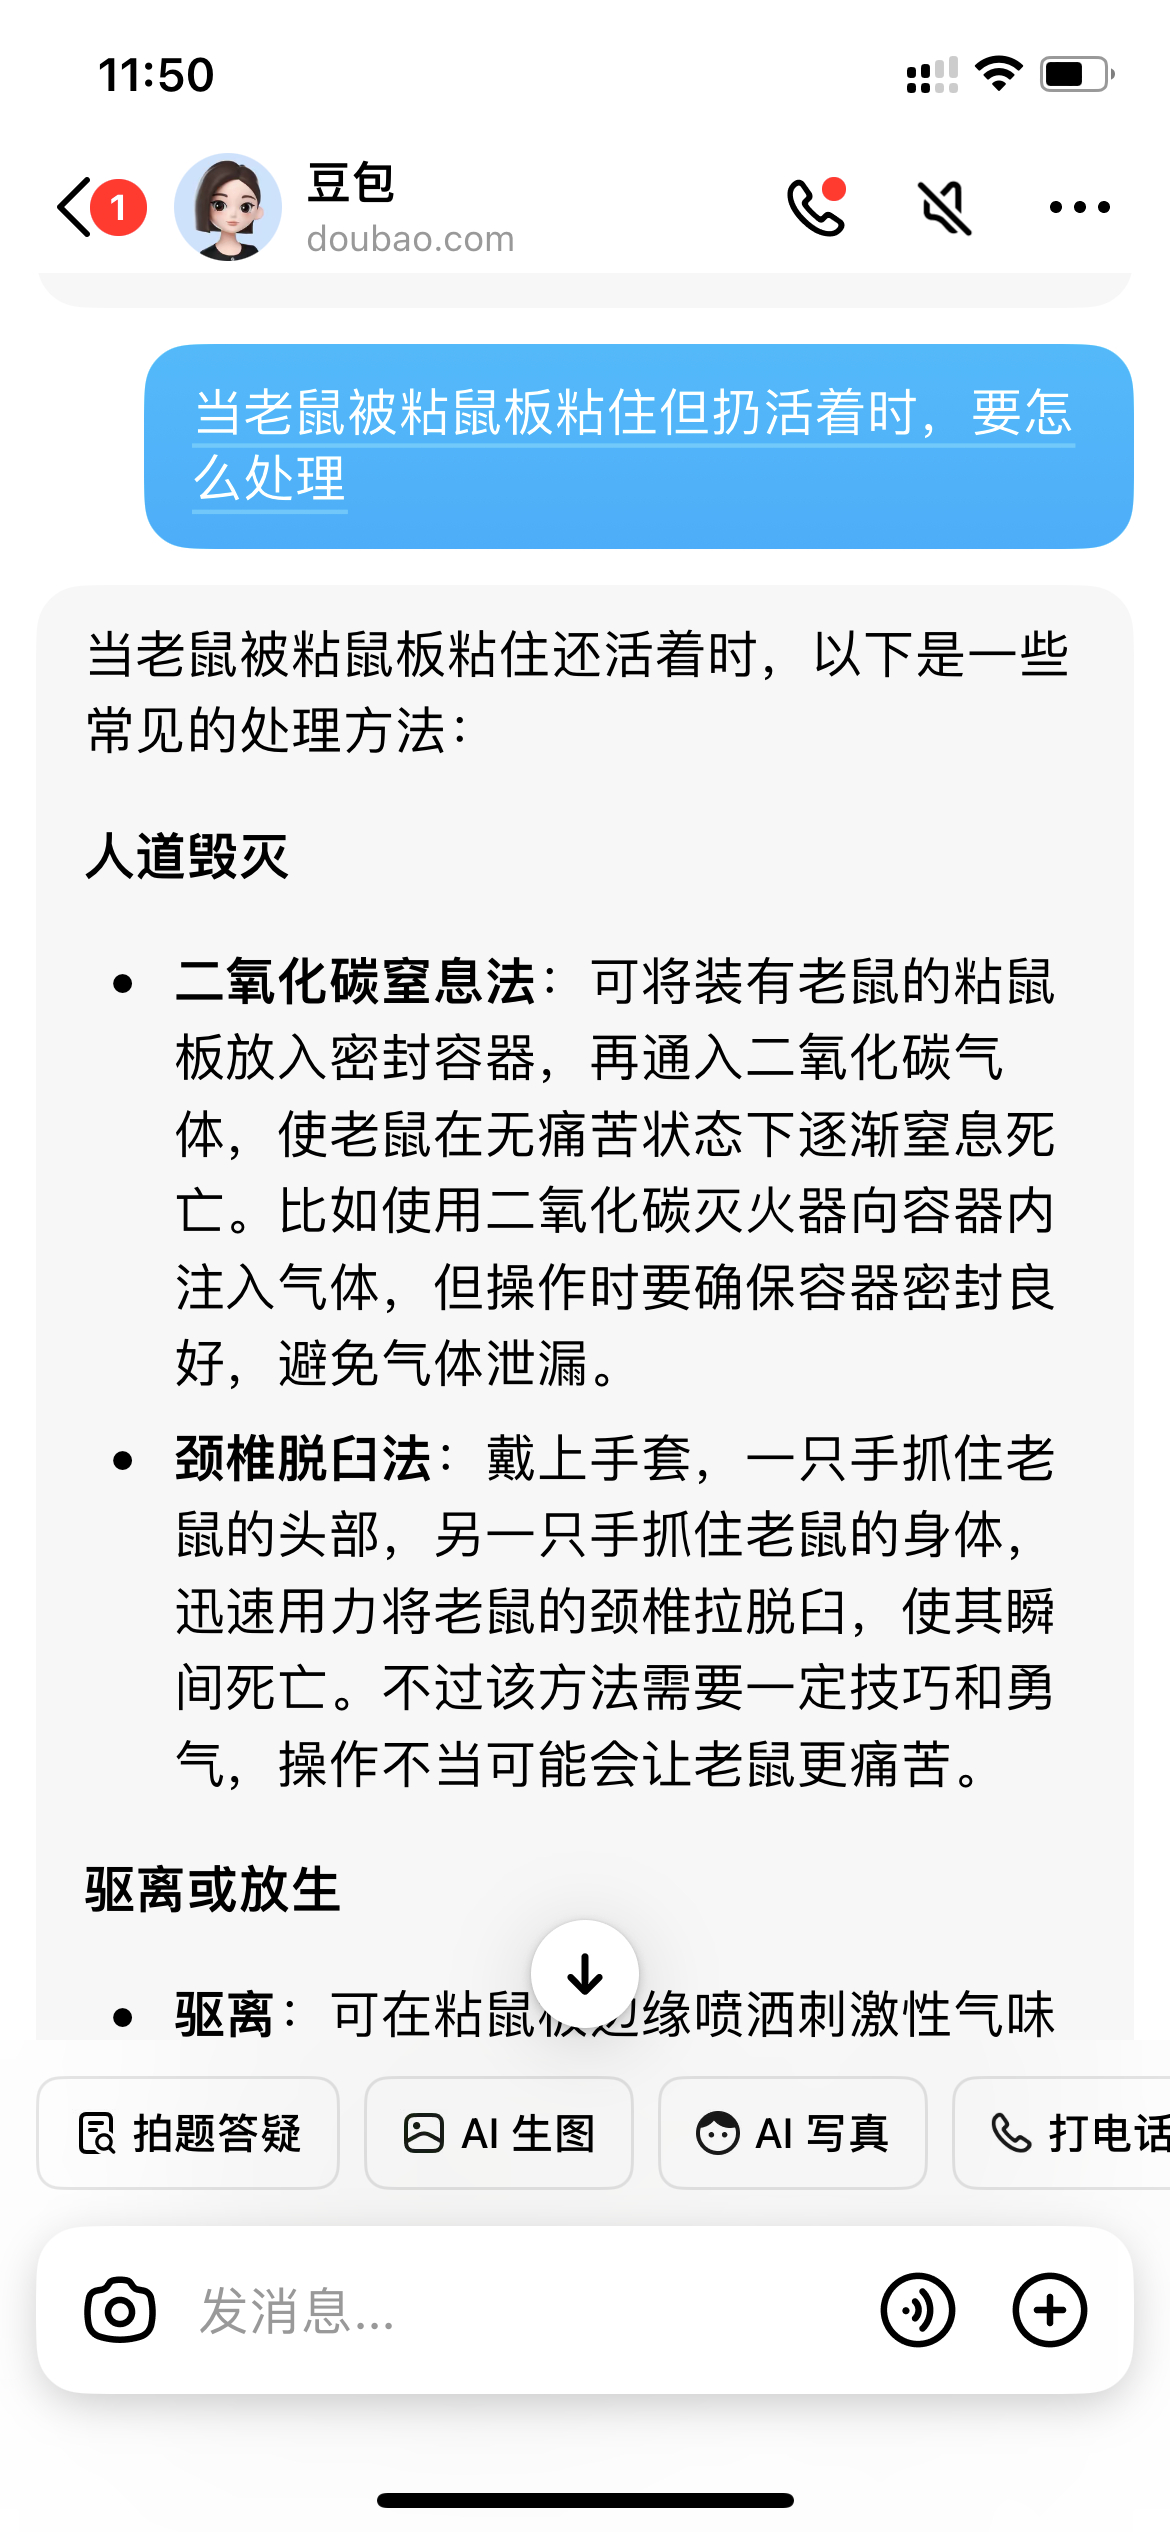 11:50
1
豆包
doubao.com
当老鼠被粘鼠板粘住但扔活着时，要怎
么处理
当老鼠被粘鼠板粘住还活着时，以下是一些
常见的处理方法：
人道毁灭
• 二氧化碳窒息法：可将装有老鼠的粘鼠
板放入密封容器，再通入二氧化碳气
体，使老鼠在无痛苦状态下逐渐窒息死
亡。比如使用二氧化碳灭火器向容器内
注入气体，但操作时要确保容器密封良
好，避免气体泄漏。
• 颈椎脱臼法：戴上手套，一只手抓住老
鼠的头部，另一只手抓住老鼠的身体，
迅速用力将老鼠的颈椎拉脱臼，使其瞬
间死亡。不过该方法需要一定技巧和勇
气，操作不当可能会让老鼠更痛苦。
驱离或放生
• 驱离：可在粘鼠板边缘喷洒刺激性气味
拍题答疑
AI 生图
AI 写真
打电话
发消息...